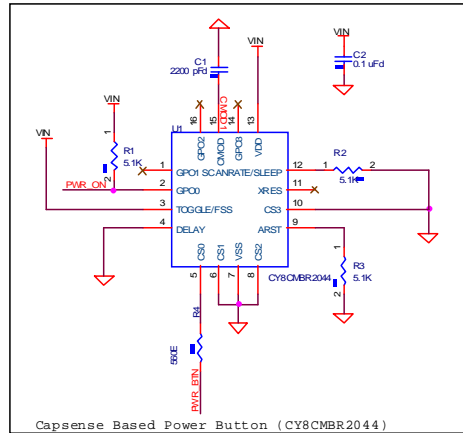 VIN
C1
2200 pFd
VIN
C2
0.1 uFd
VIN
R1
5.1K
VIN
PWR_ON
CMOD1
U1
16
15
14
13
GPO2
CMOD
GPO3
VDD
1
GPO1
SCANRATE/SLEEP
12
2
GPO0
XRES
11
3
TOGGLE/FSS
CS3
10
4
DELAY
ARST
9
CS0
CS1
VSS
CS2
5
6
7
8
CY8CMBR2044
1
R2
2
5.1K
1
R3
5.1K
2
1
2
R4
560E
PWR_BTN
Capsense Based Power Button (CY8CMBR2044)